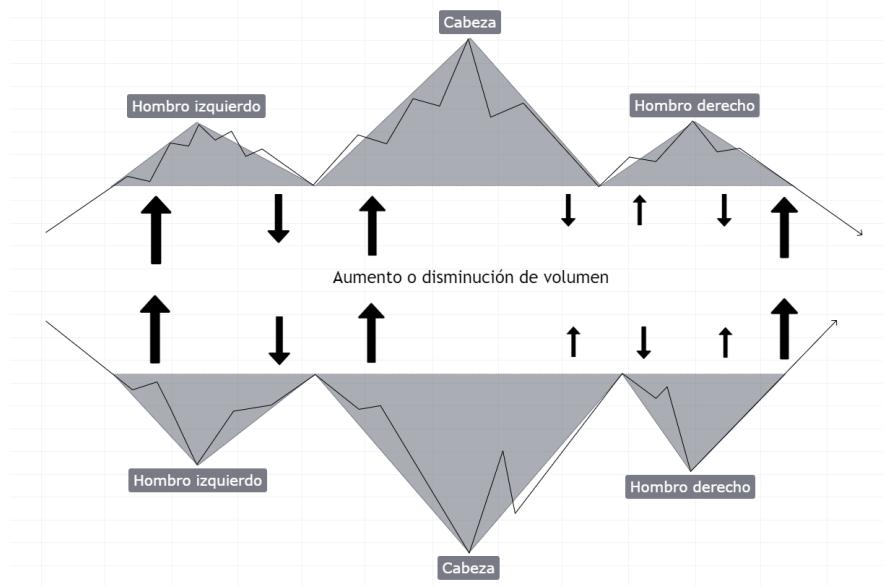 Cabeza
Hombro izquierdo
Hombro derecho
Aumento o disminución de volumen
Hombro izquierdo
Hombro derecho
Cabeza